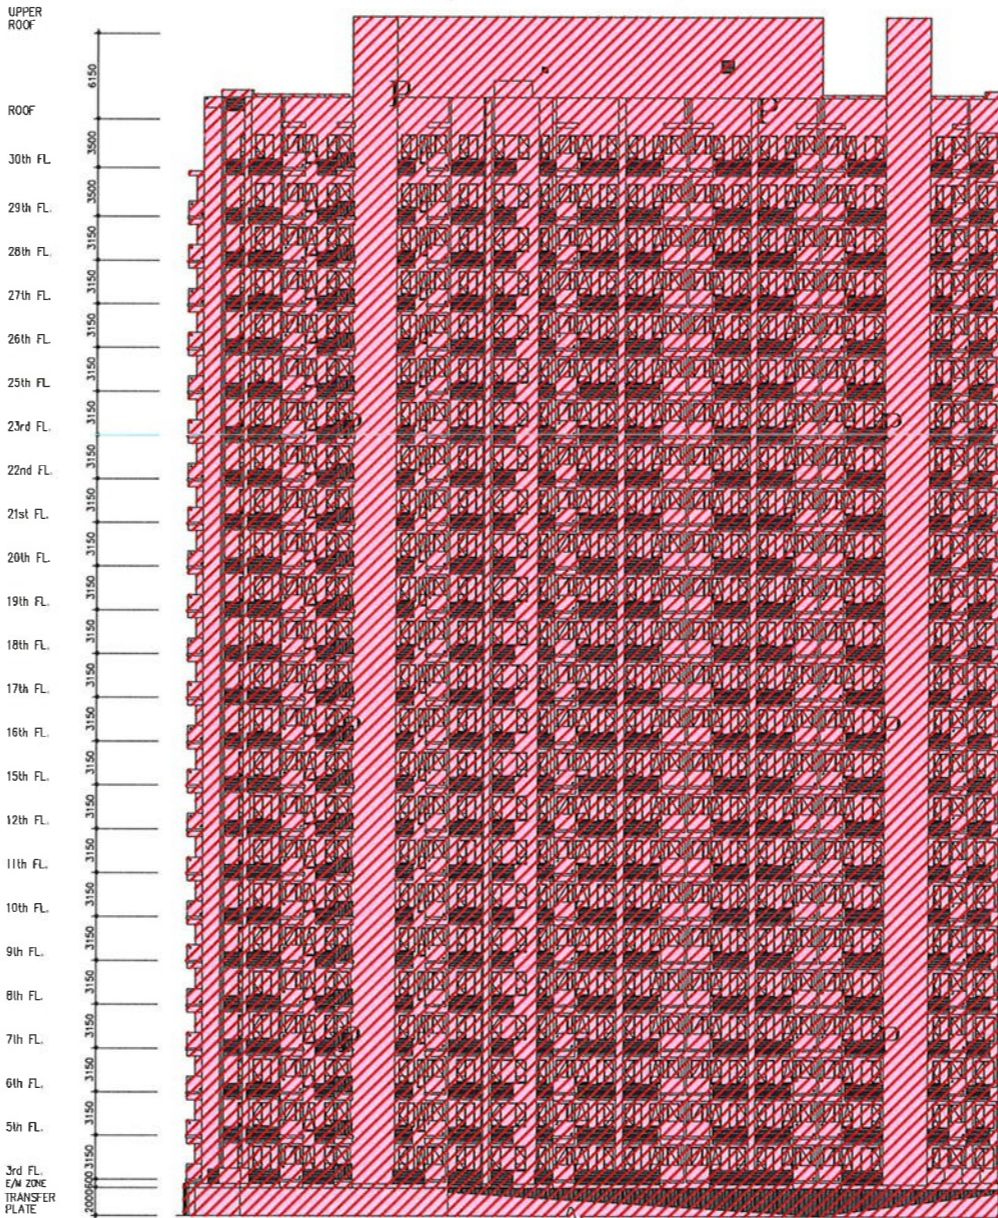 UPPER
ROOF
6150
ROOF
3500
30th FL.
3500
29th FL.
3150
28th FL.
3150
27th FL.
3150
26th FL.
3150
25th FL.
3150
23rd FL.
3150
22nd FL.
3150
21st FL.
3150
20th FL.
3150
19th FL.
3150
18th FL.
3150
17th FL.
3150
16th FL.
3150
15th FL.
3150
12th FL.
3150
11th FL.
3150
10th FL.
3150
9th FL.
3150
8th FL.
3150
7th FL.
3150
6th FL.
3150
5th FL.
3150
3rd FL.
600
E/M ZONE
2000
TRANSFER
PLATE
P
P
P
P
P
P
P
P